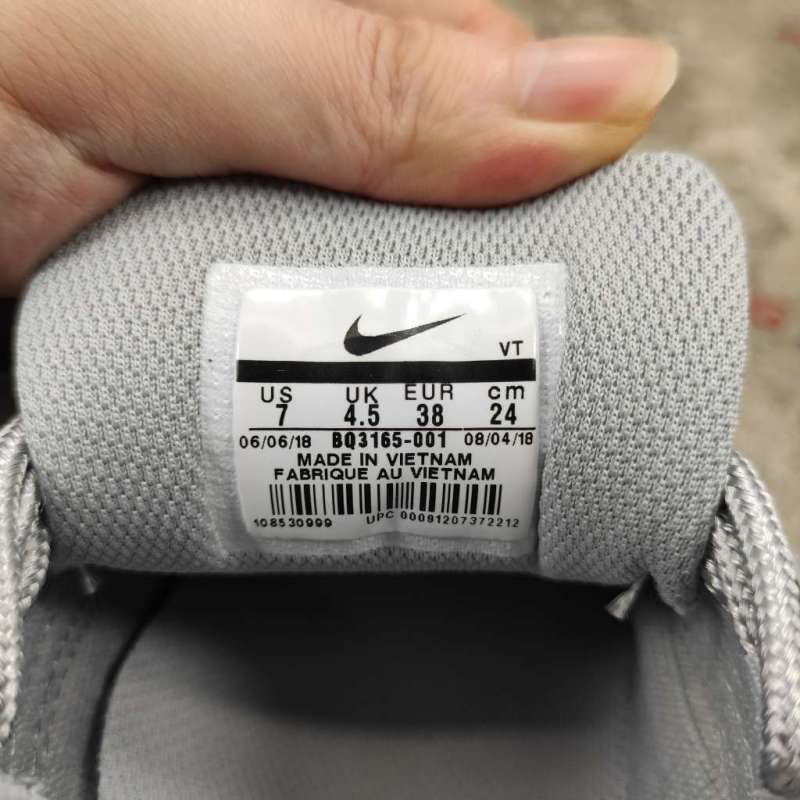 VT
US UK EUR cm
7 4.5 38 24
06/06/18 BQ3165-001 08/04/18
MADE IN VIETNAM
FABRIQUE AU VIETNAM
108530999 UPC 00091207372212